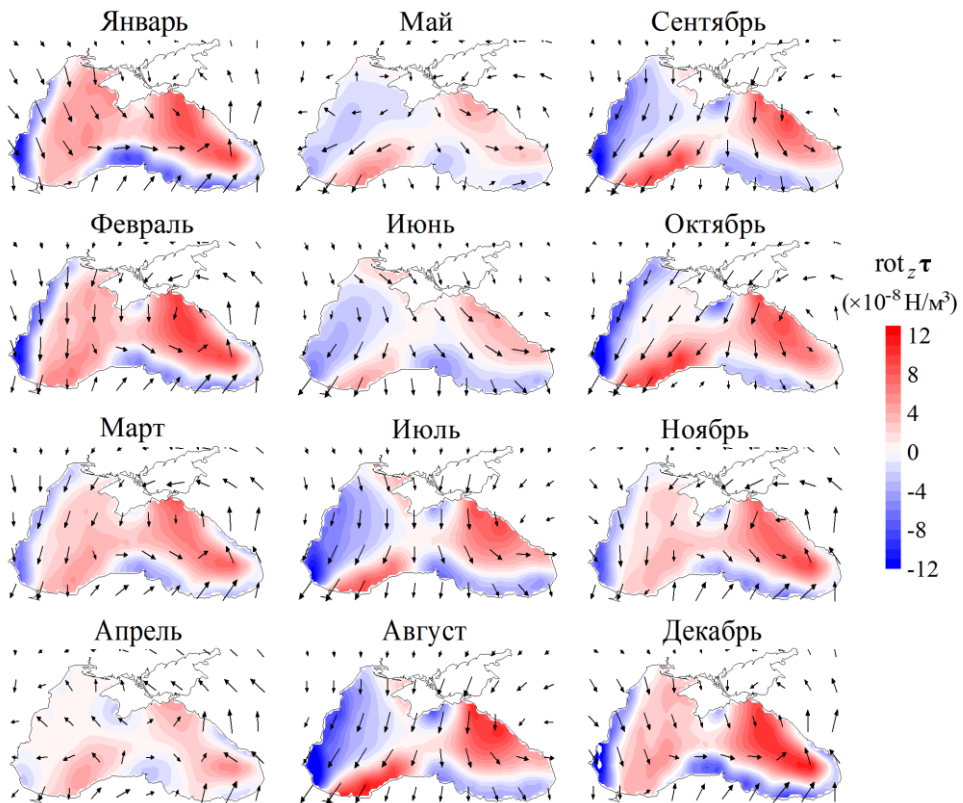 Январь
Май
Сентябрь
Февраль
Июнь
Октябрь
Март
Июль
Ноябрь
Апрель
Август
Декабрь
rot z τ
(×10⁻⁸ Н/м³)
12
8
4
0
-4
-8
-12